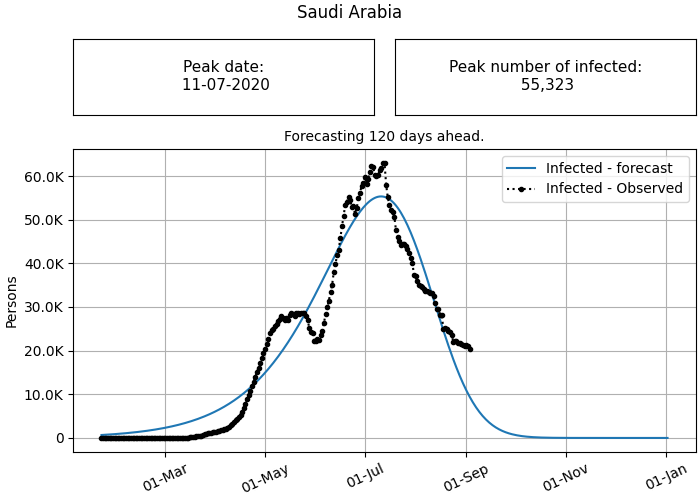 Saudi Arabia
Peak date:
11-07-2020
Peak number of infected:
55,323
Forecasting 120 days ahead.
Infected - forecast
Infected - Observed
60.0K
50.0K
40.0K
30.0K
20.0K
10.0K
0
Persons
01-Mar
01-May
01-Jul
01-Sep
01-Nov
01-Jan